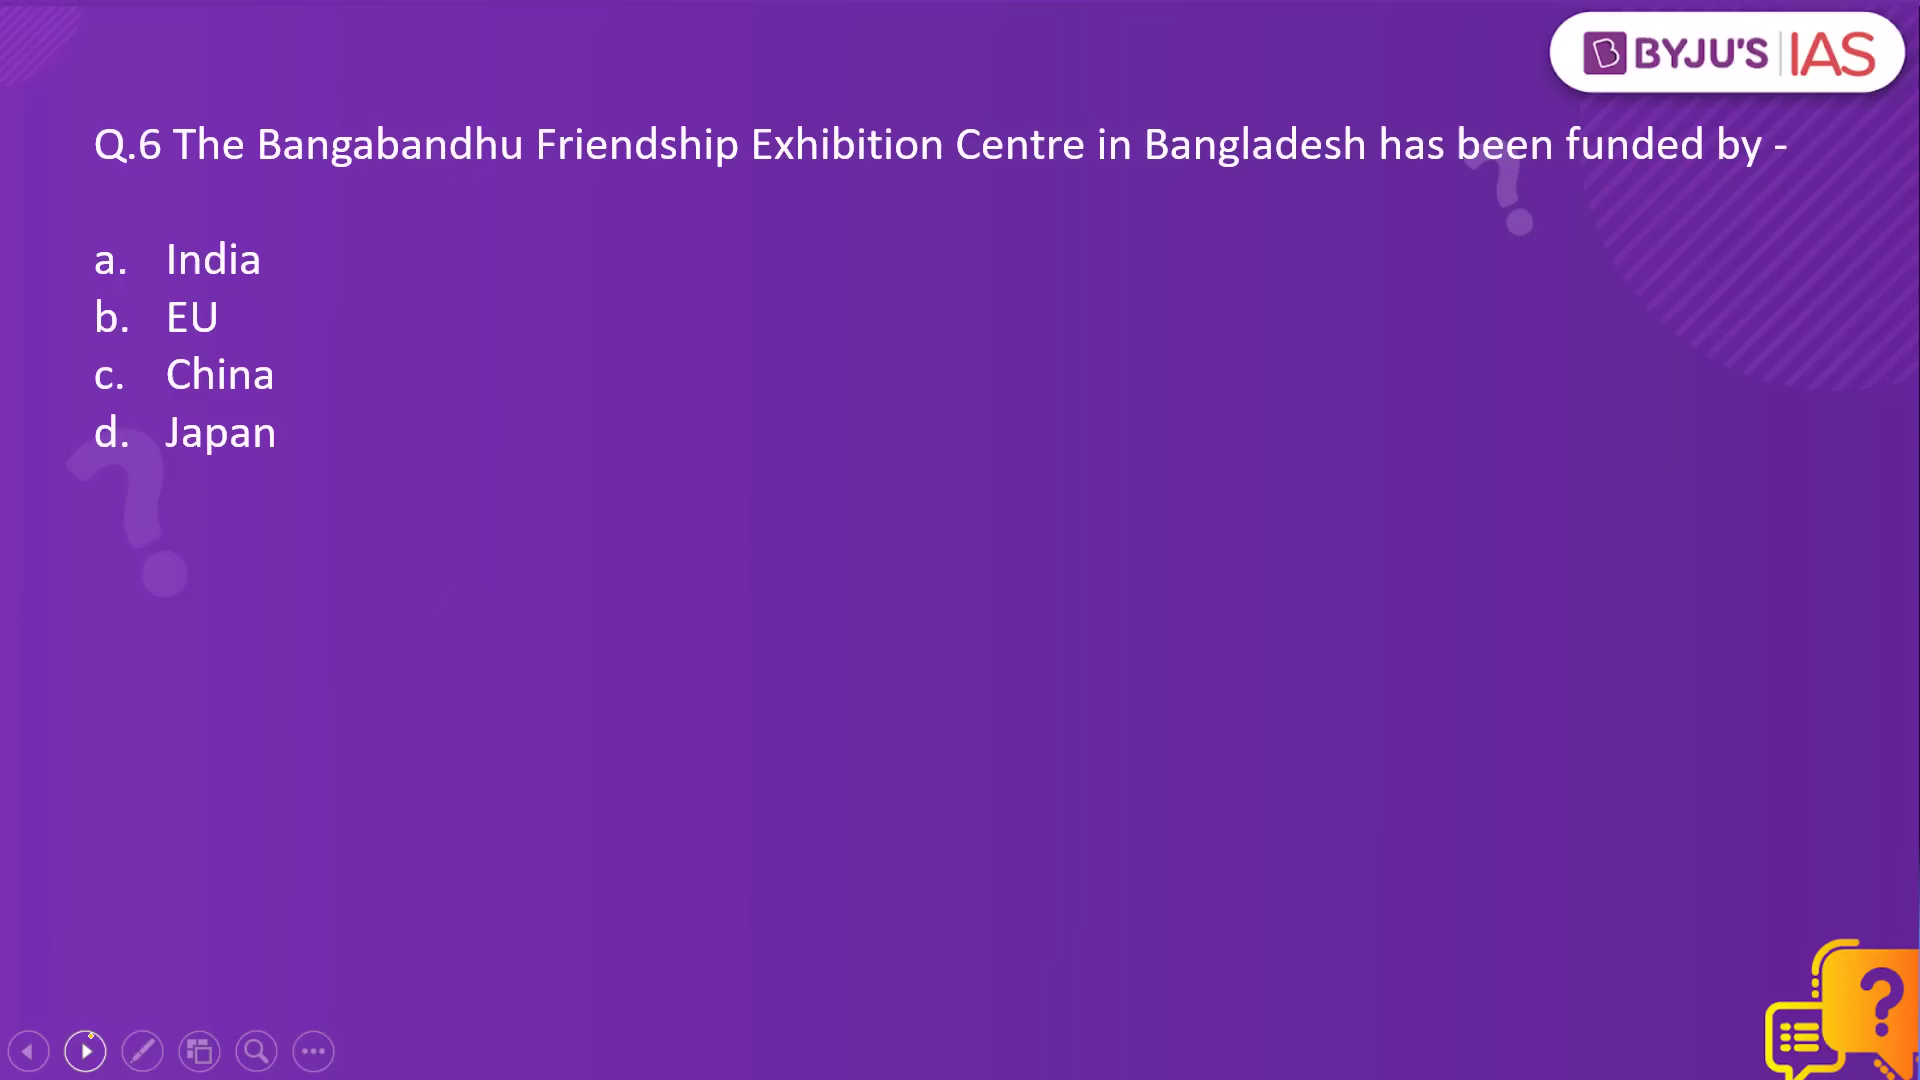 BYJU'S IAS
Q.6 The Bangabandhu Friendship Exhibition Centre in Bangladesh has been funded by -
a. India
b. EU
c. China
d. Japan